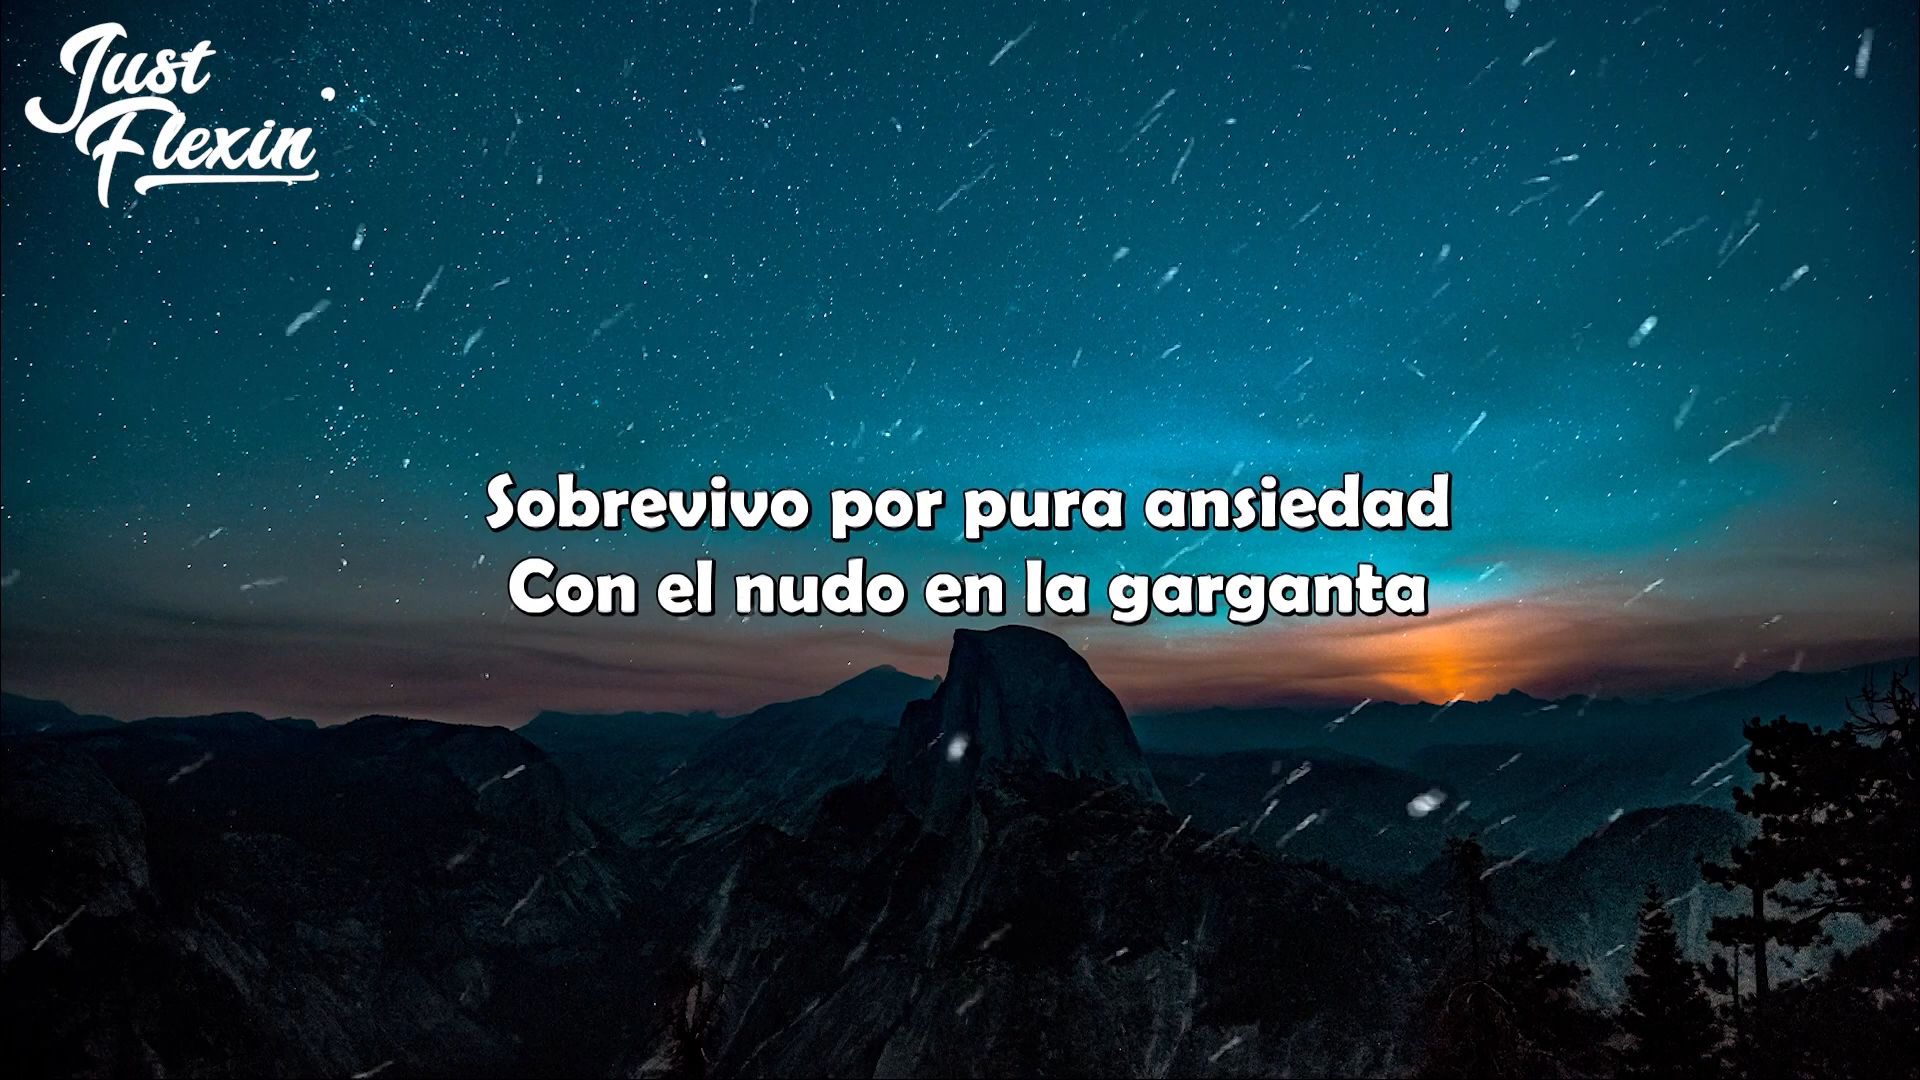 Just
Flexin'
Sobrevivo por pura ansiedad
Con el nudo en la garganta